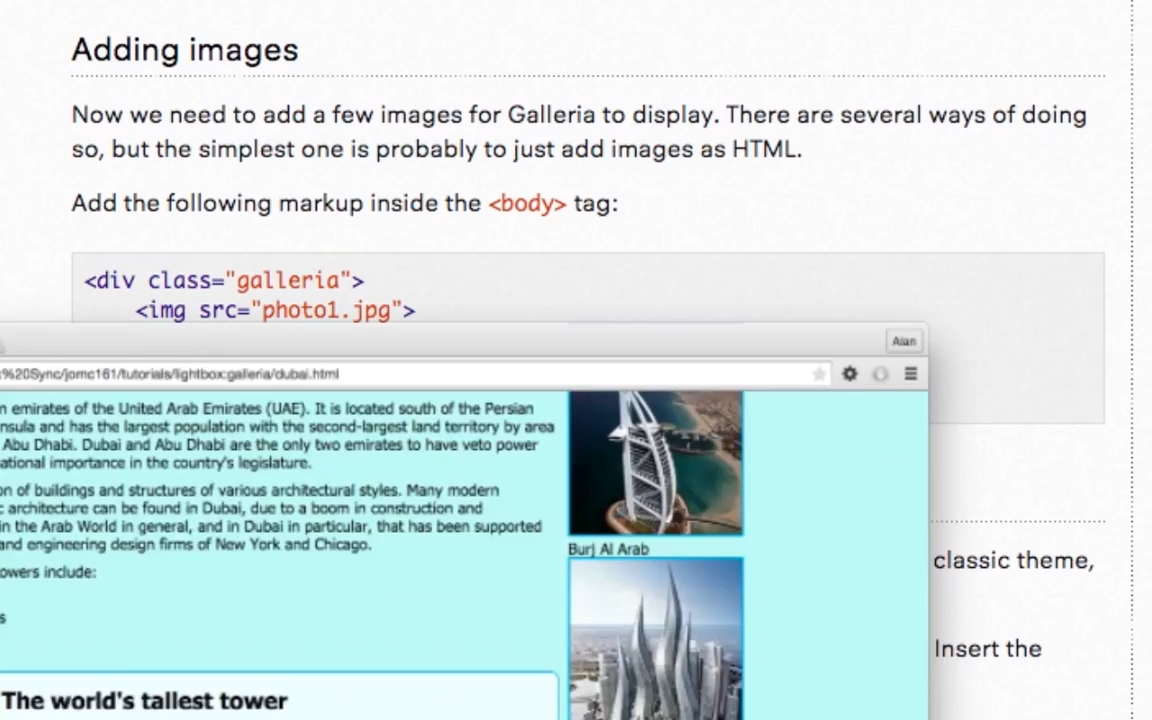 Adding images
Now we need to add a few images for Galleria to display. There are several ways of doing
so, but the simplest one is probably to just add images as HTML.
Add the following markup inside the <body> tag:
<div class="galleria">
<img src="photo1.jpg">
Alan
%20Sync/jomc161/tutorials/lightbox:galleria/dubai.html
n emirates of the United Arab Emirates (UAE). It is located south of the Persian
nsula and has the largest population with the second-largest land territory by area
Abu Dhabi. Dubai and Abu Dhabi are the only two emirates to have veto power
ational importance in the country's legislature.
on of buildings and structures of various architectural styles. Many modern
c architecture can be found in Dubai, due to a boom in construction and
in the Arab World in general, and in Dubai in particular, that has been supported
and engineering design firms of New York and Chicago.
owers include:
s
Burj Al Arab
classic theme,
Insert the
The world's tallest tower